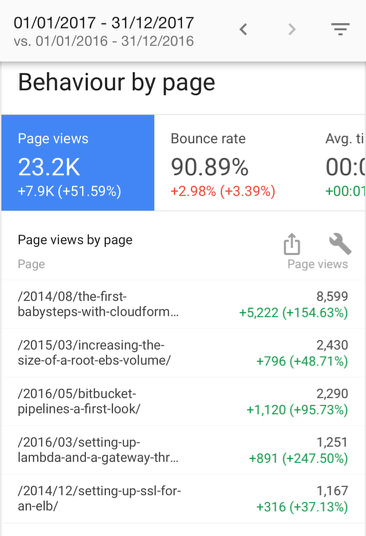 01/01/2017 - 31/12/2017
vs. 01/01/2016 - 31/12/2016
Behaviour by page
Page views
Bounce rate
Avg. ti
23.2K
90.89%
00:0
+7.9K (+51.59%)
+2.98% (+3.39%)
+00:01
Page views by page
Page
Page views
/2014/08/the-first-
babysteps-with-cloudform...
8,599
+5,222 (+154.63%)
/2015/03/increasing-the-
size-of-a-root-ebs-volume/
2,430
+796 (+48.71%)
/2016/05/bitbucket-
pipelines-a-first-look/
2,290
+1,120 (+95.73%)
/2016/03/setting-up-
lambda-and-a-gateway-thr...
1,251
+891 (+247.50%)
/2014/12/setting-up-ssl-for-
an-elb/
1,167
+316 (+37.13%)